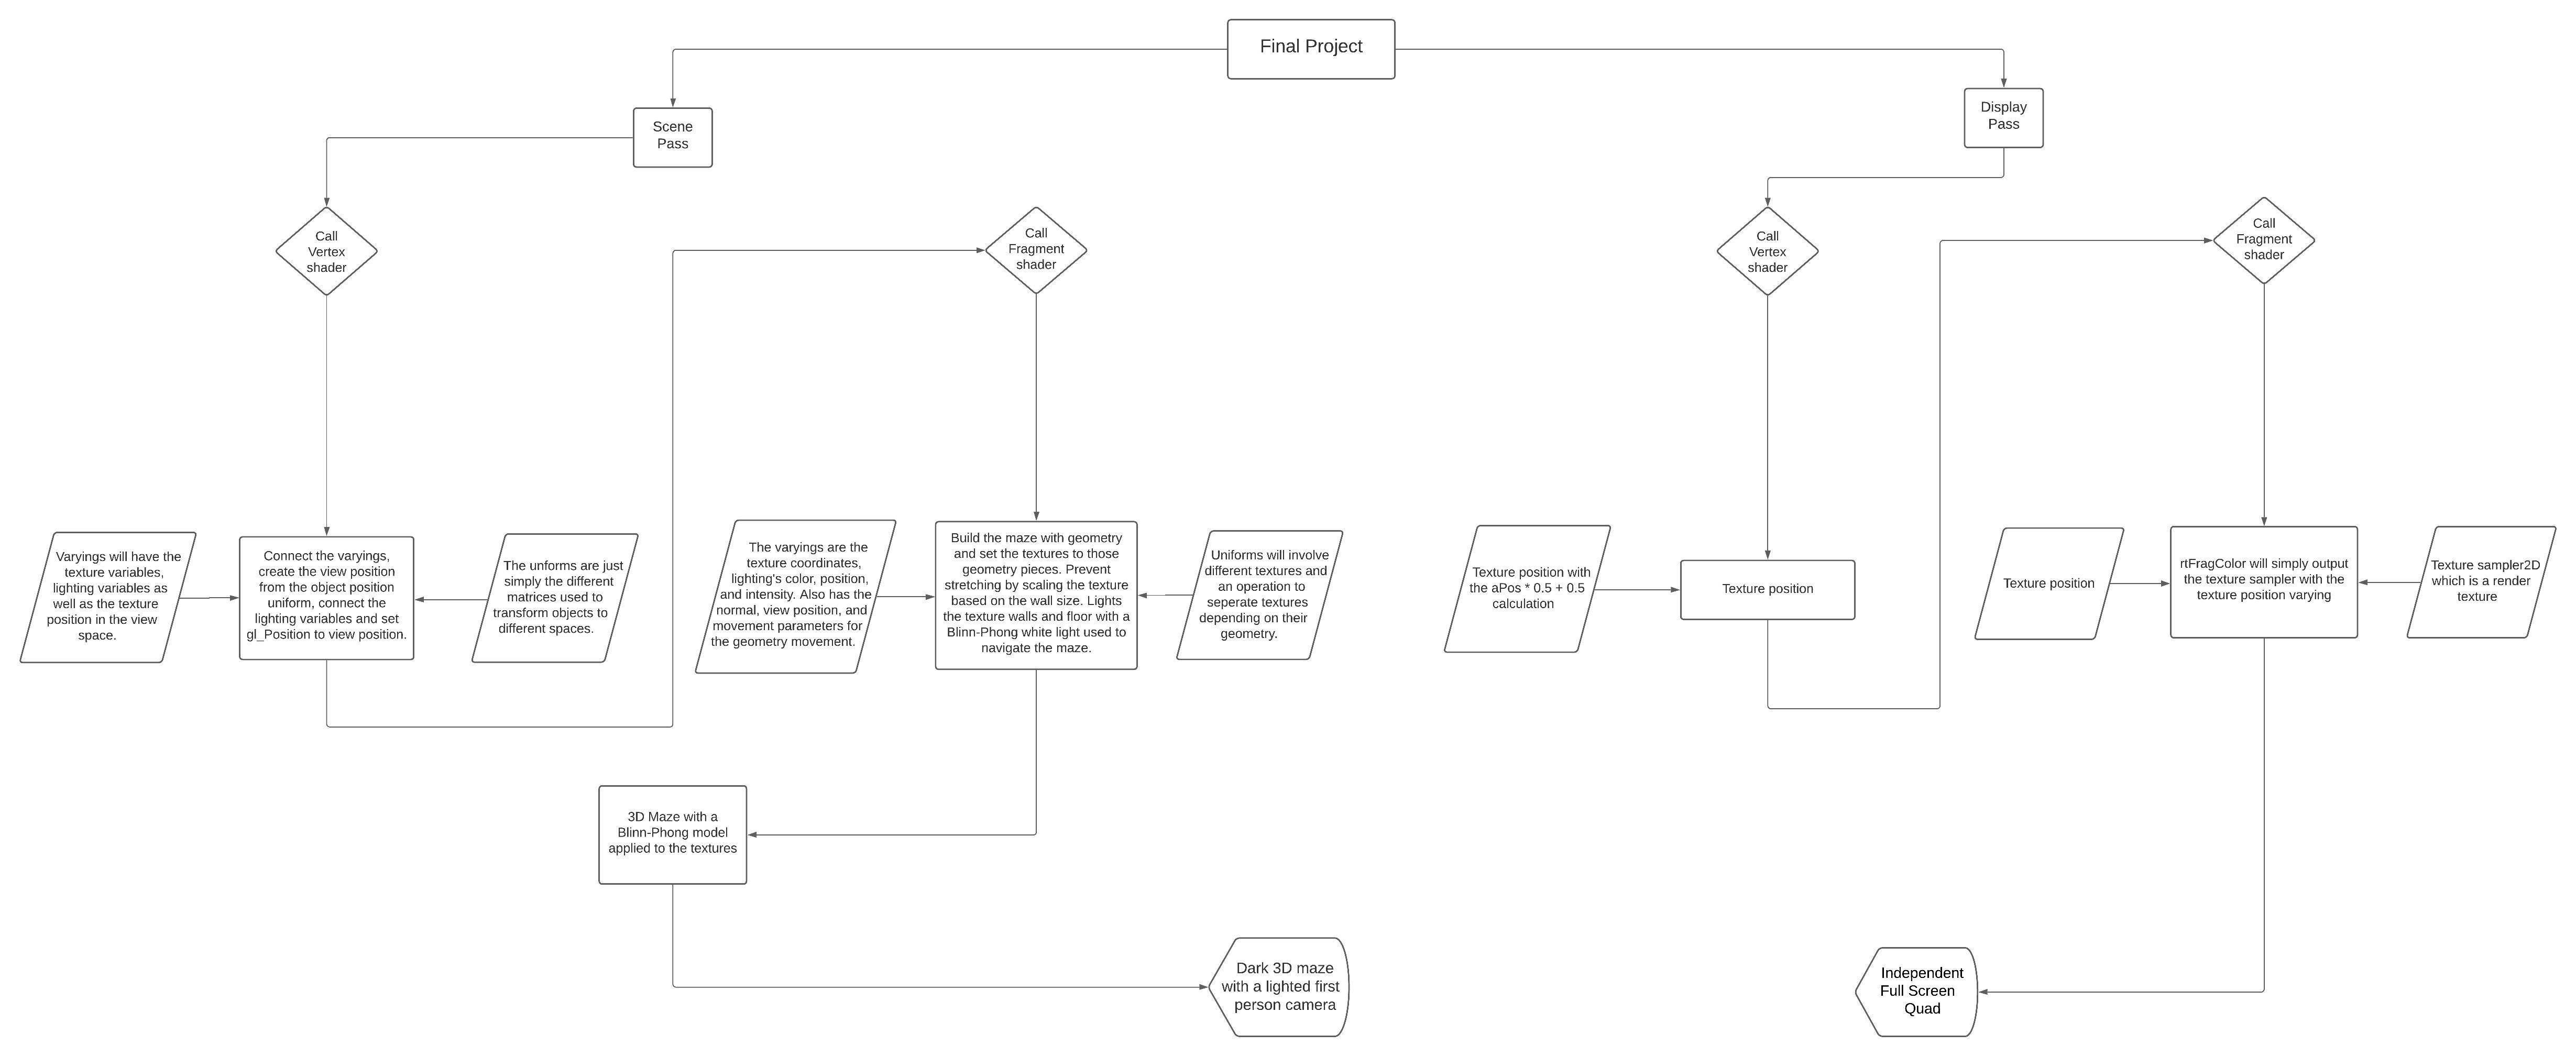 Final Project
Scene
Pass
Display
Pass
Call
Vertex
shader
Call
Fragment
shader
Call
Vertex
shader
Call
Fragment
shader
Varyings will have the
texture variables,
lighting variables as
well as the texture
position in the view
space.
Connect the varyings,
create the view position
from the object position
uniform, connect the
lighting variables and set
gl_Position to view position.
The unforms are just
simply the different
matrices used to
transform objects to
different spaces.
The varyings are the
texture coordinates,
lighting's color, position,
and intensity. Also has the
normal, view position, and
movement parameters for
the geometry movement.
Build the maze with geometry
and set the textures to those
geometry pieces. Prevent
stretching by scaling the texture
based on the wall size. Lights
the texture walls and floor with a
Blinn-Phong white light used to
navigate the maze.
Uniforms will involve
different textures and
an operation to
seperate textures
depending on their
geometry.
Texture position with
the aPos * 0.5 + 0.5
calculation
Texture position
Texture position
rtFragColor will simply output
the texture sampler with the
texture position varying
Texture sampler2D
which is a render
texture
3D Maze with a
Blinn-Phong model
applied to the textures
Dark 3D maze
with a lighted first
person camera
Independent
Full Screen
Quad